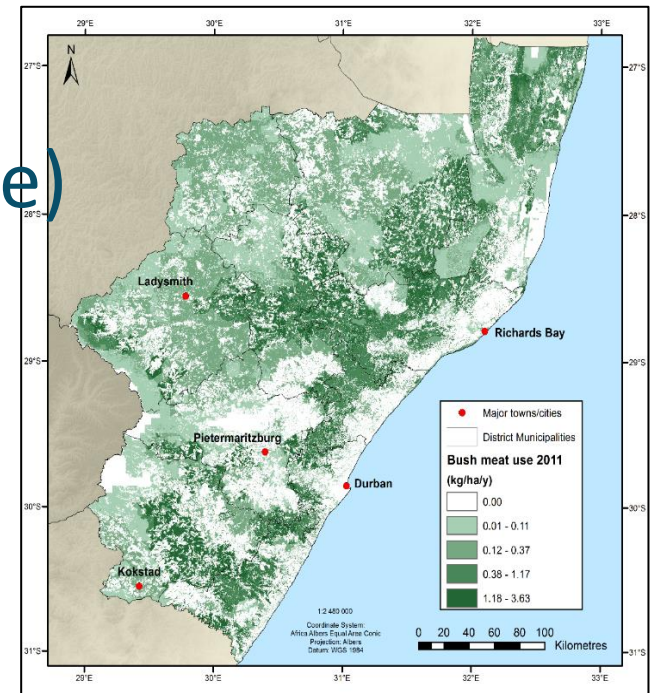 29°E 30°E 31°E 32°E 33°E
N
27°S 27°S
e)
28°S 28°S
Ladysmith
Richards Bay
29°S 29°S
Major towns/cities
District Municipalities
Pietermaritzburg
Bush meat use 2011
(kg/ha/y)
Durban
0.00
30°S 30°S
0.01 - 0.11
0.12 - 0.37
0.38 - 1.17
Kokstad
1.18 - 3.63
1:2 480 000
Coordinate System:
Africa Albers Equal Area Conic
Projection: Albers
Datum: WGS 1984
0 20 40 60 80 100
Kilometres
31°S 31°S
29°E 30°E 31°E 32°E 33°E